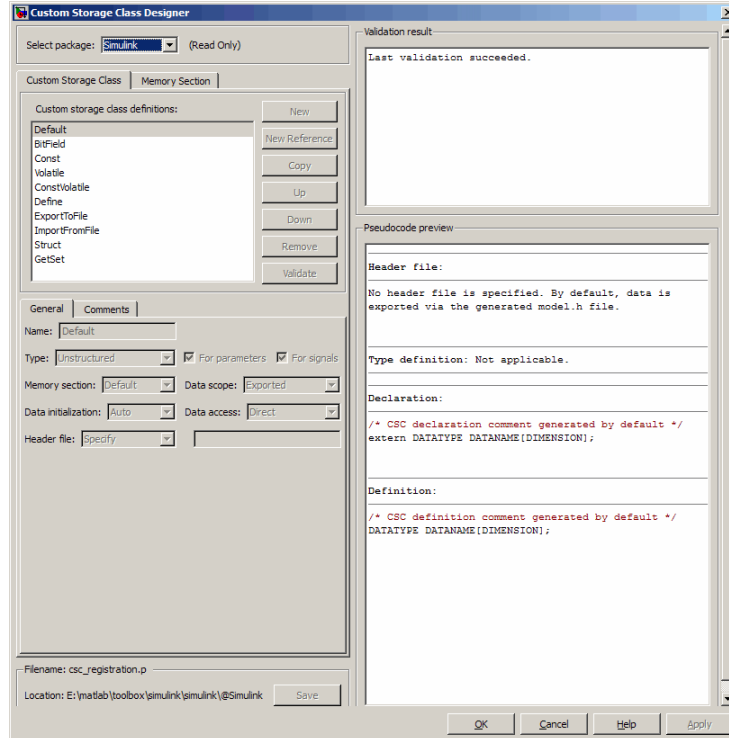 Custom Storage Class Designer
Select package: Simulink (Read Only)
Custom Storage Class Memory Section
Custom storage class definitions:
Default
BitField
Const
Volatile
ConstVolatile
Define
ExportToFile
ImportFromFile
Struct
GetSet
New
New Reference
Copy
Up
Down
Remove
Validate
General Comments
Name: Default
Type: Unstructured For parameters For signals
Memory section: Default Data scope: Exported
Data initialization: Auto Data access: Direct
Header file: Specify
Filename: csc_registration.p
Location: E:\matlab\toolbox\simulink\simulink\@Simulink Save
Validation result
Last validation succeeded.
Pseudocode preview
Header file:
No header file is specified. By default, data is
exported via the generated model.h file.
Type definition: Not applicable.
Declaration:
/* CSC declaration comment generated by default */
extern DATATYPE DATANAME[DIMENSION];
Definition:
/* CSC definition comment generated by default */
DATATYPE DATANAME[DIMENSION];
OK Cancel Help Apply